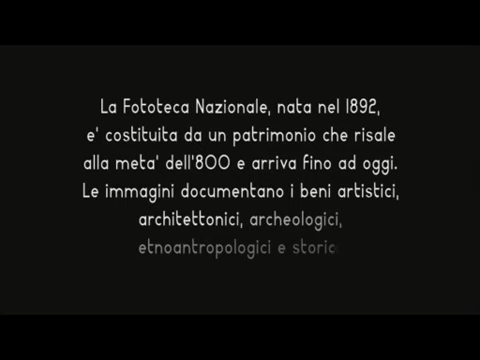 La Fototeca Nazionale, nata nel 1892,
e' costituita da un patrimonio che risale
alla meta' dell'800 e arriva fino ad oggi.
Le immagini documentano i beni artistici,
architettonici, archeologici,
etnoantropologici e storic